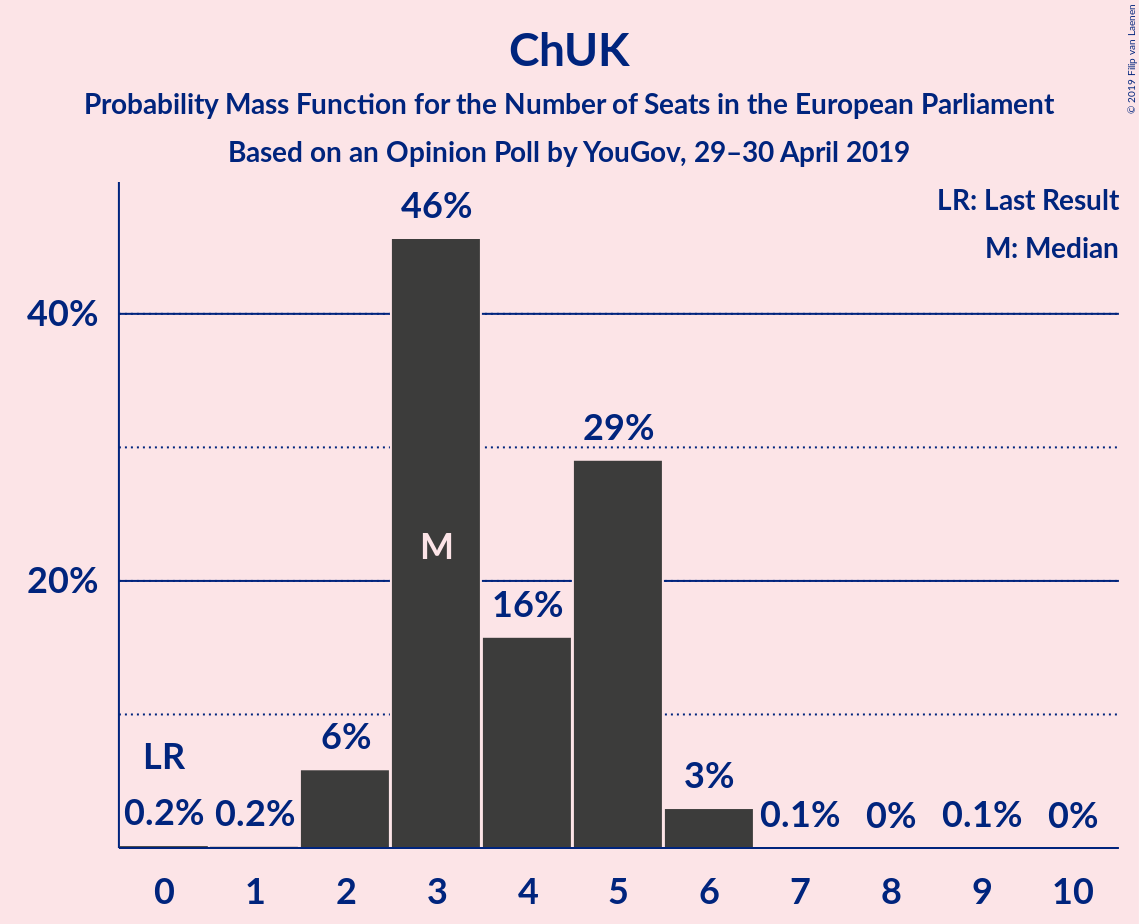 ChUK
Probability Mass Function for the Number of Seats in the European Parliament
Based on an Opinion Poll by YouGov, 29–30 April 2019
© 2019 Filip van Laenen
LR: Last Result
M: Median
46%
40%
29%
M
20%
16%
6%
LR
3%
0.2% 0.2% 0.1% 0% 0.1% 0%
0 1 2 3 4 5 6 7 8 9 10